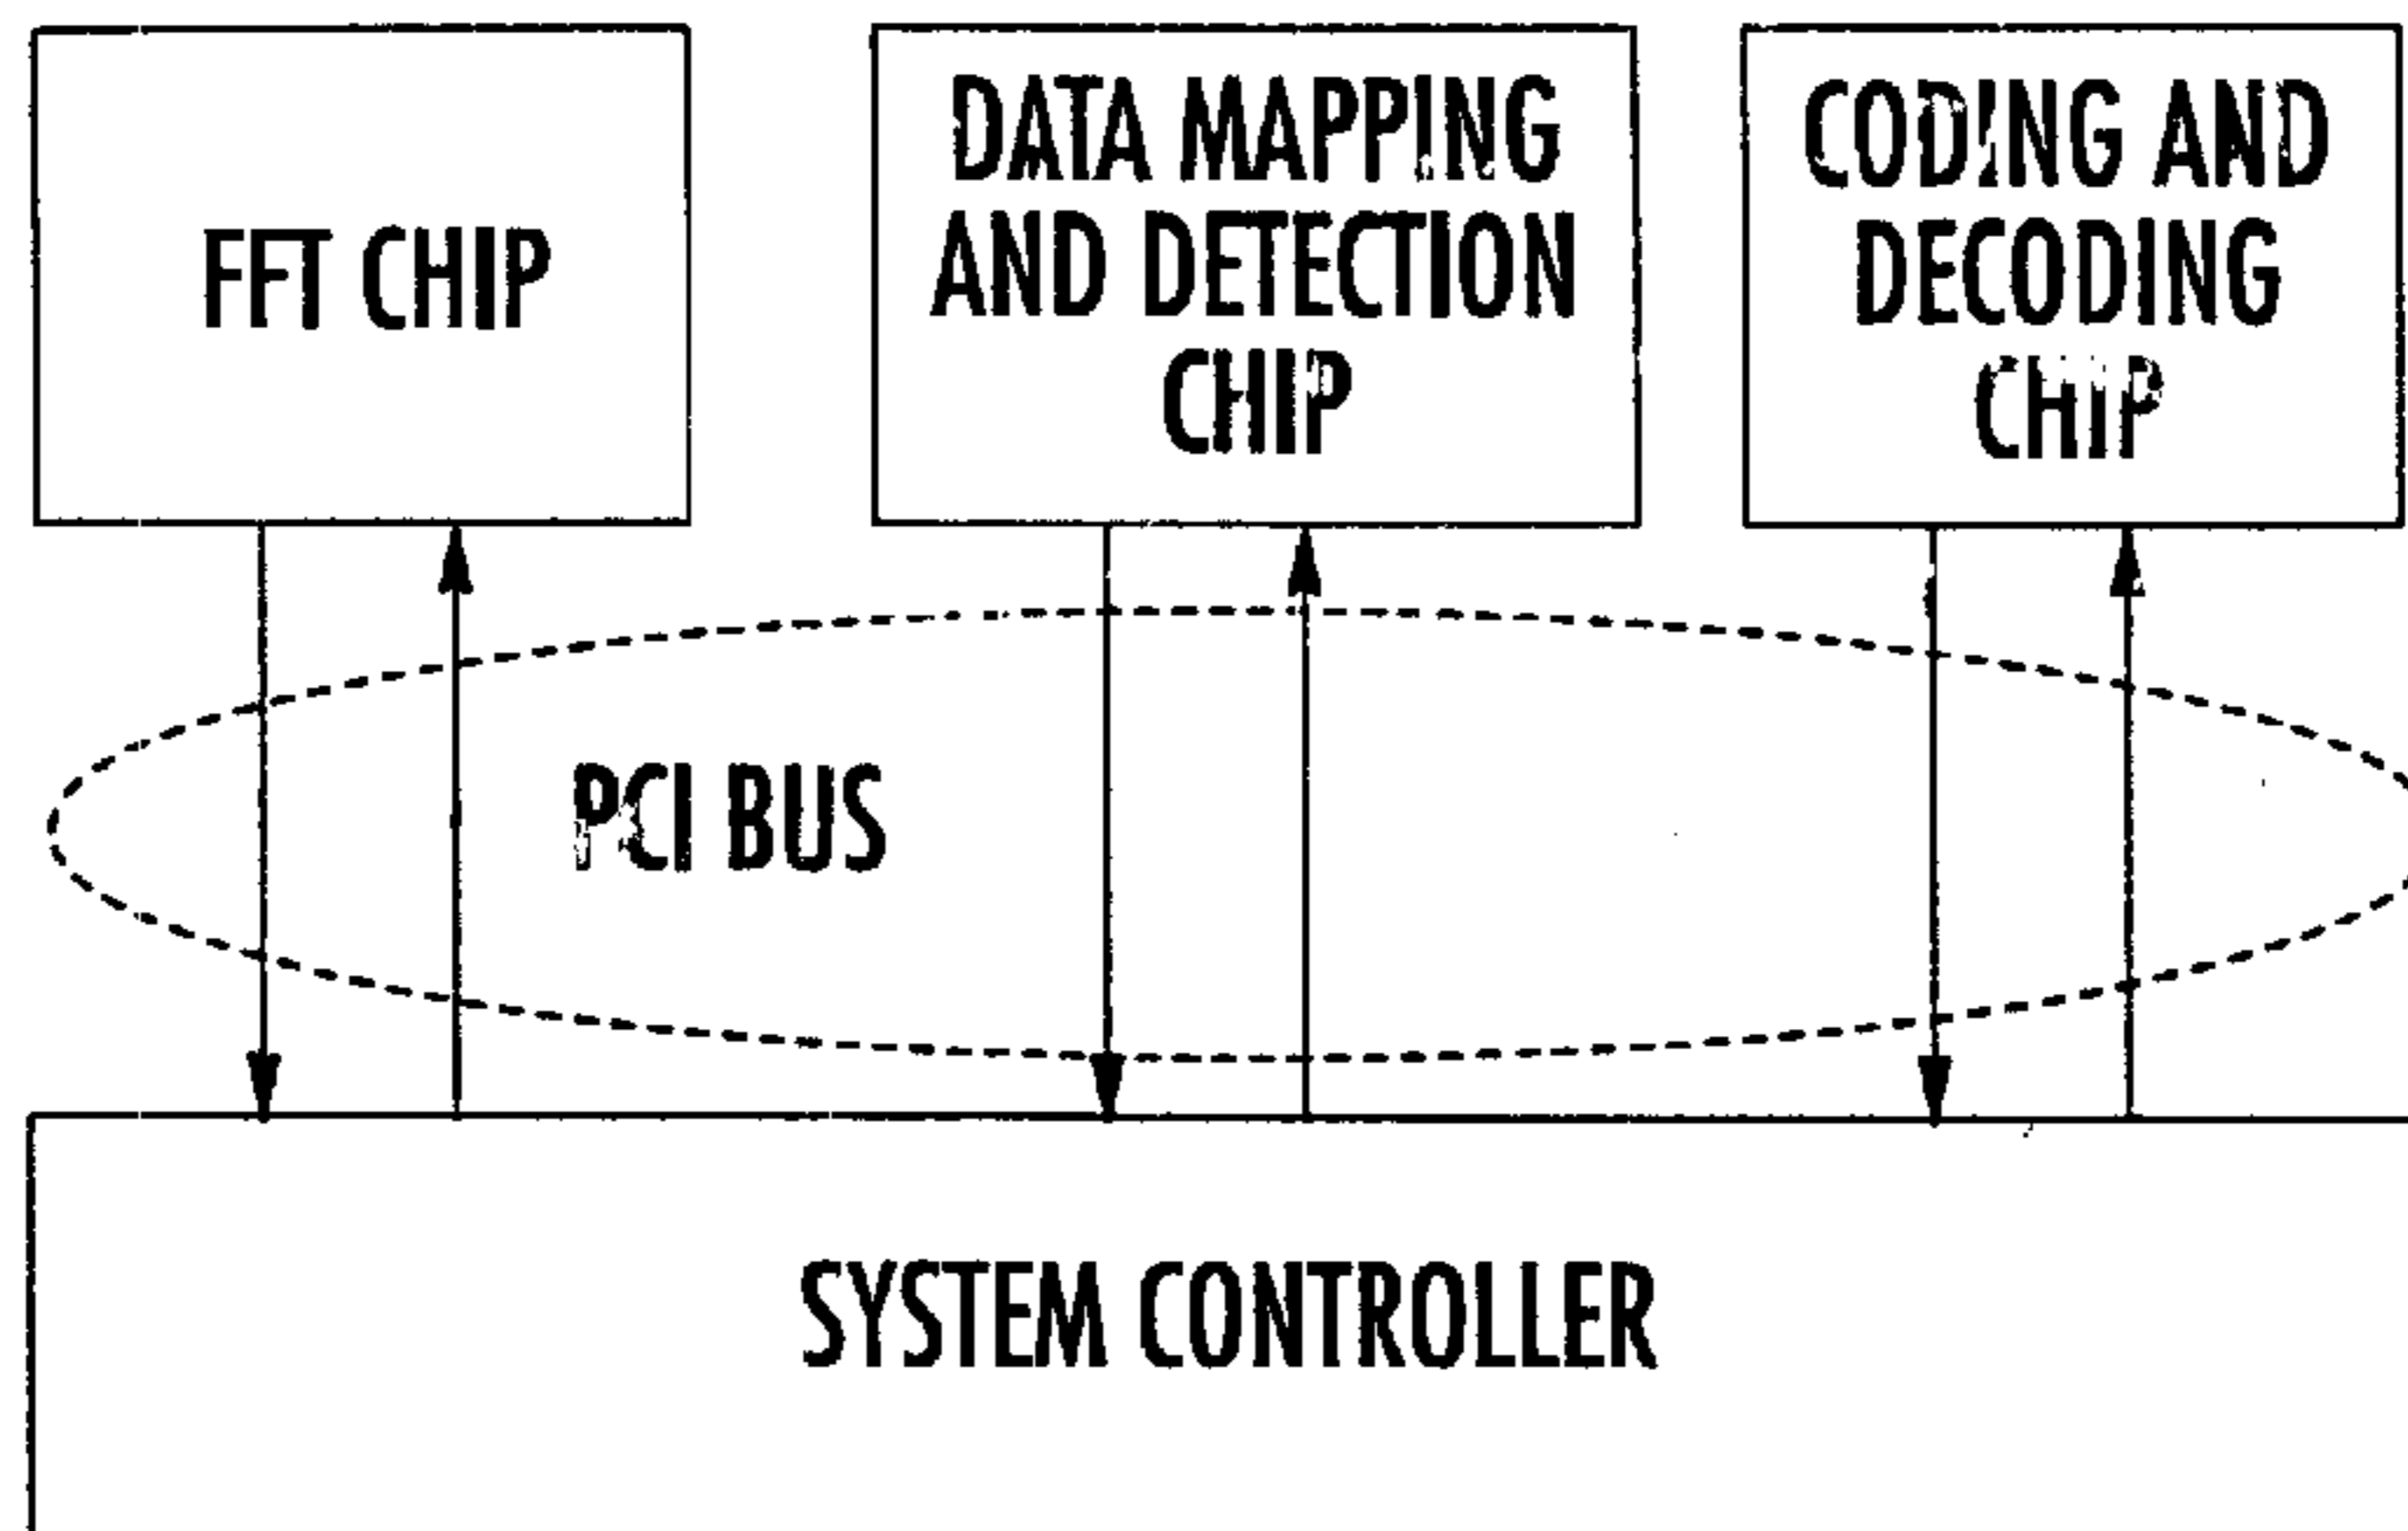 FFT CHIP
DATA MAPPING
AND DETECTION
CHIP
CODING AND
DECODING
CHIP
PCI BUS
SYSTEM CONTROLLER